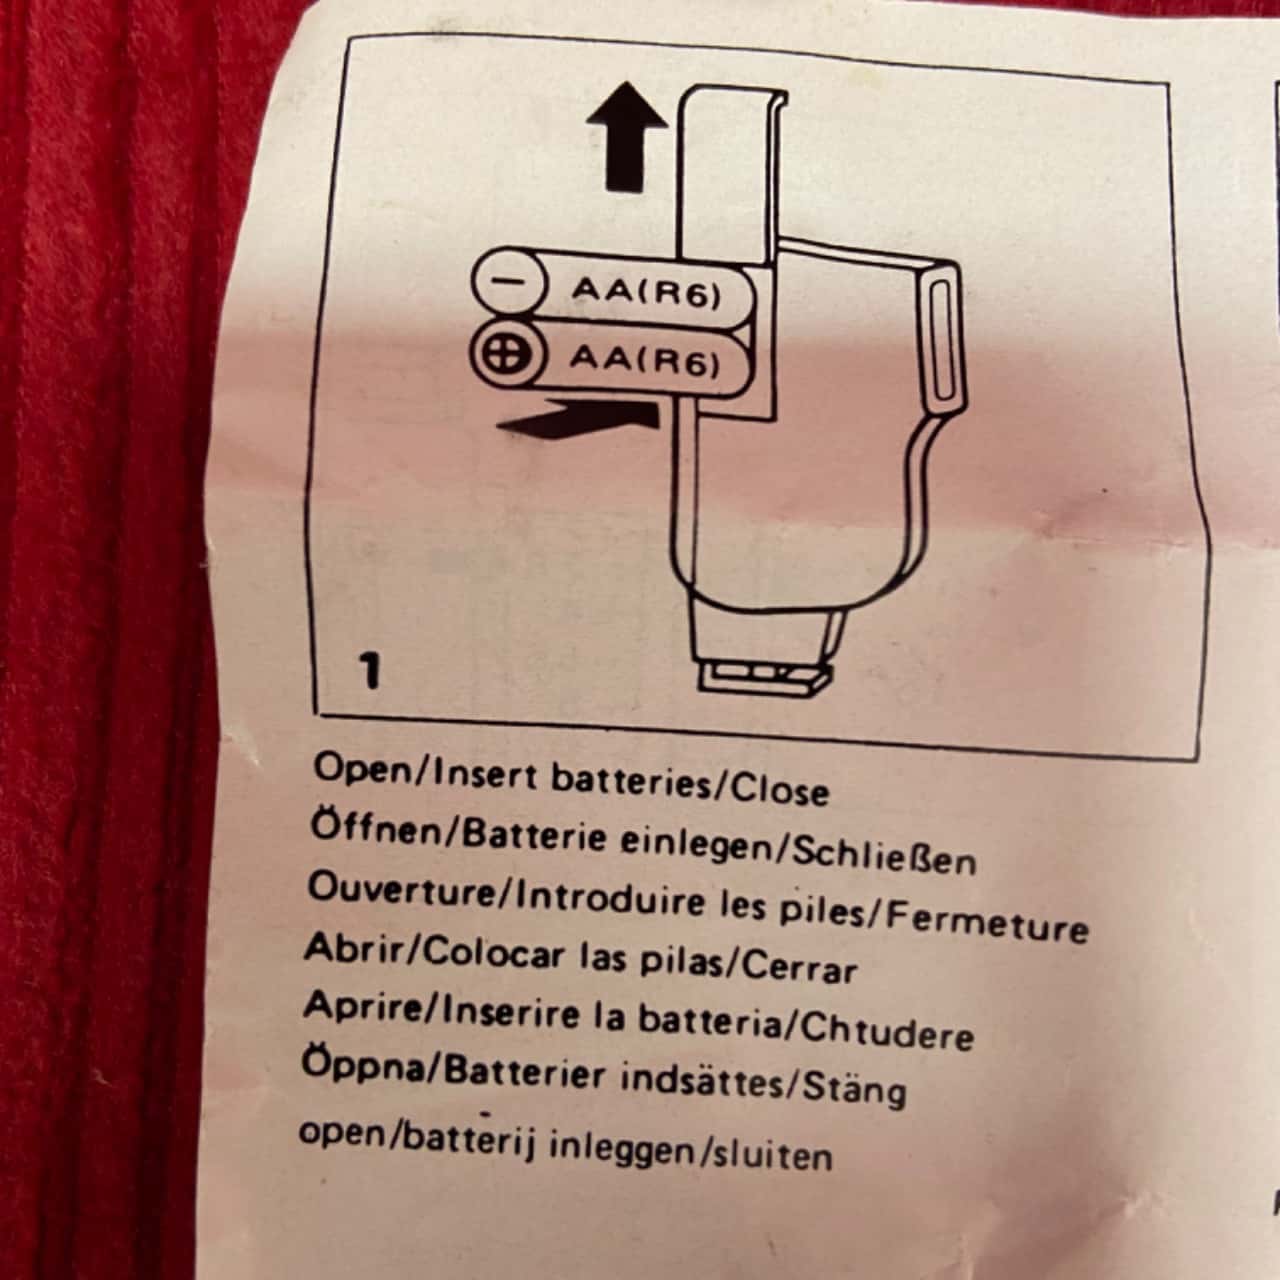 − AA(R6)
+ AA(R6)
1
Open/Insert batteries/Close
Öffnen/Batterie einlegen/Schließen
Ouverture/Introduire les piles/Fermeture
Abrir/Colocar las pilas/Cerrar
Aprire/Inserire la batteria/Chtudere
Öppna/Batterier indsättes/Stäng
open/batterij inleggen/sluiten